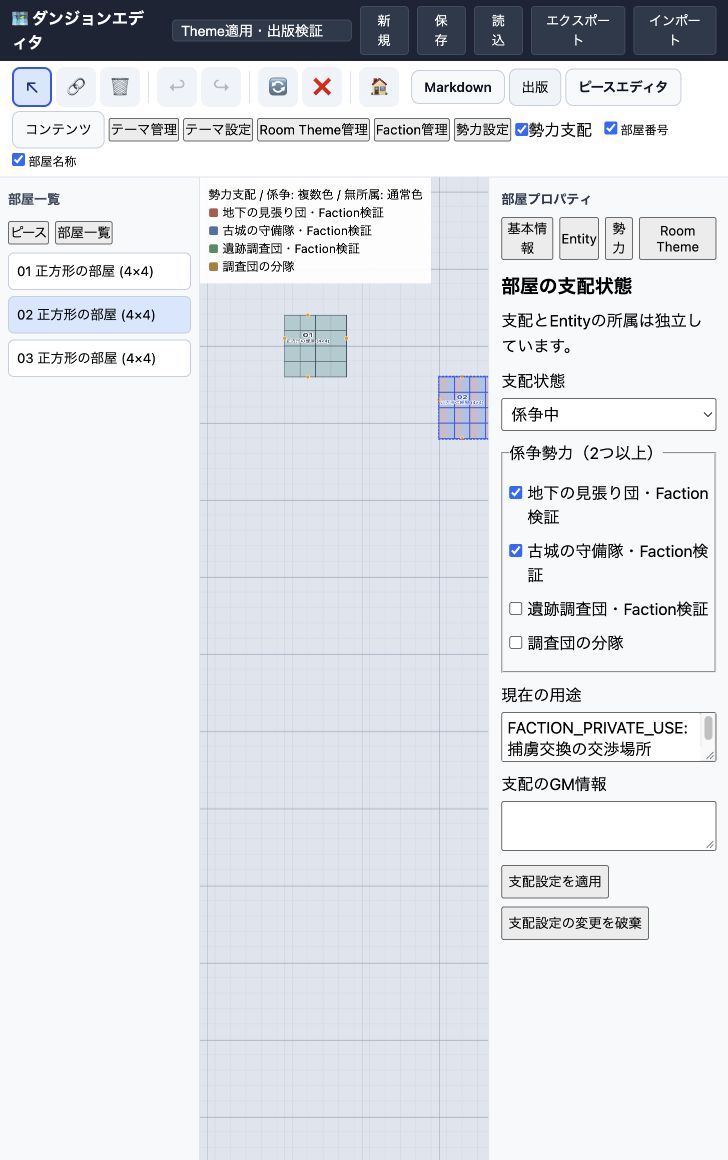 ダンジョンエデ
ィタ
Theme適用・出版検証
新
規
保
存
読
込
エクスポー
ト
インポー
ト
Markdown
出版
ピースエディタ
コンテンツ
テーマ管理
テーマ設定
Room Theme管理
Faction管理
勢力設定
勢力支配
部屋番号
部屋名称
部屋一覧
ピース
部屋一覧
01 正方形の部屋 (4×4)
02 正方形の部屋 (4×4)
03 正方形の部屋 (4×4)
勢力支配 / 係争: 複数色 / 無所属: 通常色
地下の見張り団・Faction検証
古城の守備隊・Faction検証
遺跡調査団・Faction検証
調査団の分隊
01
02
部屋プロパティ
基本情
報
Entity
勢
力
Room
Theme
部屋の支配状態
支配とEntityの所属は独立し
ています。
支配状態
係争中
係争勢力（2つ以上）
地下の見張り団・Faction
検証
古城の守備隊・Faction検
証
遺跡調査団・Faction検証
調査団の分隊
現在の用途
FACTION_PRIVATE_USE:
捕虜交換の交渉場所
支配のGM情報
支配設定を適用
支配設定の変更を破棄